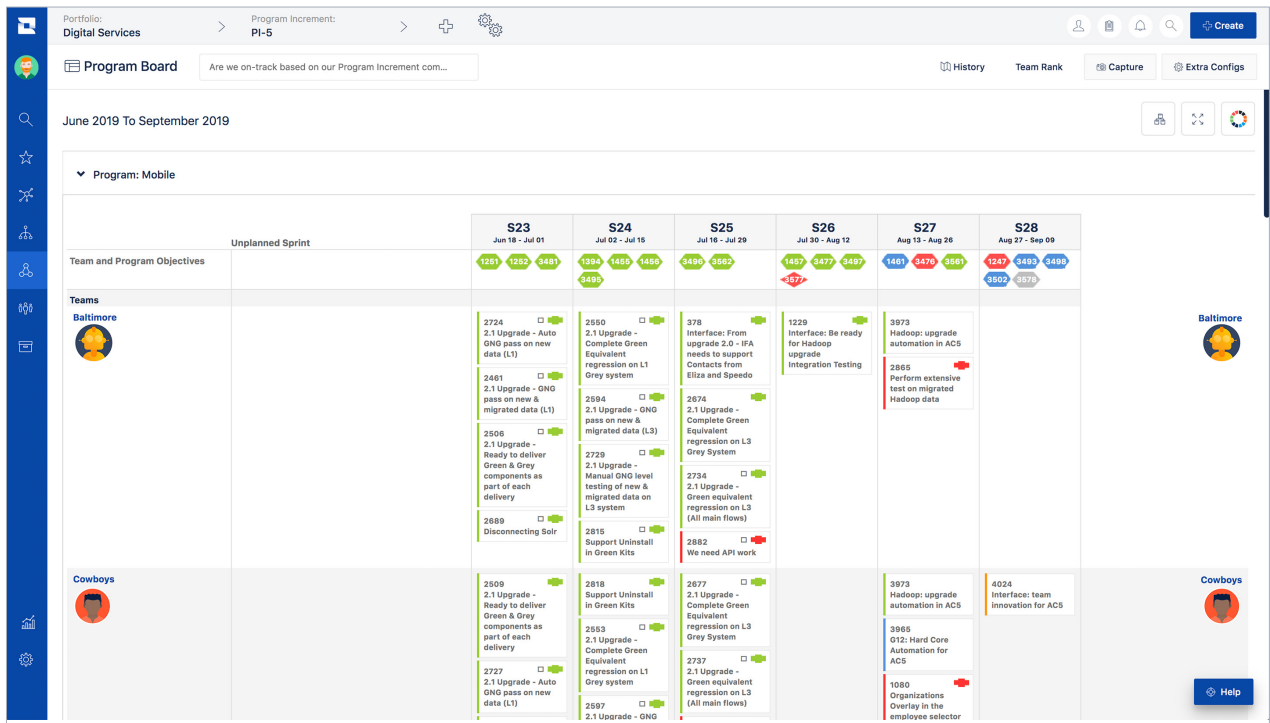 Portfolio:
Digital Services
Program Increment:
PI-5
Create
Program Board
Are we on-track based on our Program Increment com...
History
Team Rank
Capture
Extra Configs
June 2019 To September 2019
Program: Mobile
Unplanned Sprint
S23
Jun 18 - Jul 01
S24
Jul 02 - Jul 15
S25
Jul 16 - Jul 29
S26
Jul 30 - Aug 12
S27
Aug 13 - Aug 26
S28
Aug 27 - Sep 09
Team and Program Objectives
1251 1252 3481
1394 1455 1456
3495
3496 3562
1457 3477 3497
3577
1461 3476 3561
1247 3493 3498
3502 3578
Teams
Baltimore
2724
2.1 Upgrade - Auto
GNG pass on new
data (L1)
2461
2.1 Upgrade - GNG
pass on new &
migrated data (L1)
2506
2.1 Upgrade -
Ready to deliver
Green & Grey
components as
part of each
delivery
2689
Disconnecting Solr
2550
2.1 Upgrade -
Complete Green
Equivalent
regression on L1
Grey system
2594
2.1 Upgrade - GNG
pass on new &
migrated data (L3)
2729
2.1 Upgrade -
Manual GNG level
testing of new &
migrated data on
L3 system
2815
Support Uninstall
in Green Kits
378
Interface: From
upgrade 2.0 - IFA
needs to support
Contacts from
Eliza and Speedo
2674
2.1 Upgrade -
Complete Green
Equivalent
regression on L3
Grey System
2734
2.1 Upgrade -
Green equivalent
regression on L3
(All main flows)
2882
We need API work
1229
Interface: Be ready
for Hadoop
upgrade
Integration Testing
3973
Hadoop: upgrade
automation in AC5
2865
Perform extensive
test on migrated
Hadoop data
Baltimore
Cowboys
2509
2.1 Upgrade -
Ready to deliver
Green & Grey
components as
part of each
delivery
2727
2.1 Upgrade - Auto
GNG pass on new
data (L1)
2818
Support Uninstall
in Green Kits
2553
2.1 Upgrade -
Complete Green
Equivalent
regression on L1
Grey system
2597
2.1 Upgrade - GNG
2677
2.1 Upgrade -
Complete Green
Equivalent
regression on L3
Grey System
2737
2.1 Upgrade -
Green equivalent
regression on L3
(All main flows)
3973
Hadoop: upgrade
automation in AC5
3965
G12: Hard Core
Automation for
AC5
1080
Organizations
Overlay in the
employee selector
4024
Interface: team
innovation for AC5
Cowboys
Help